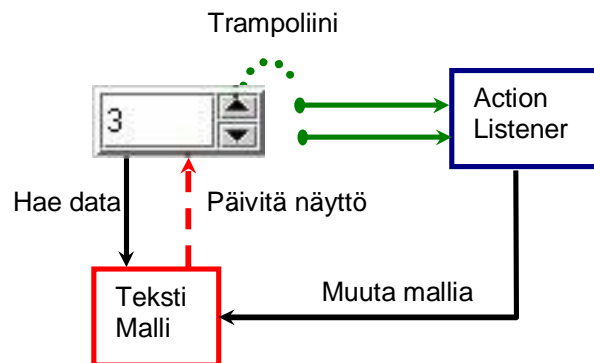 Trampoliini
3
Action
Listener
Hae data
Päivitä näyttö
Teksti
Malli
Muuta mallia